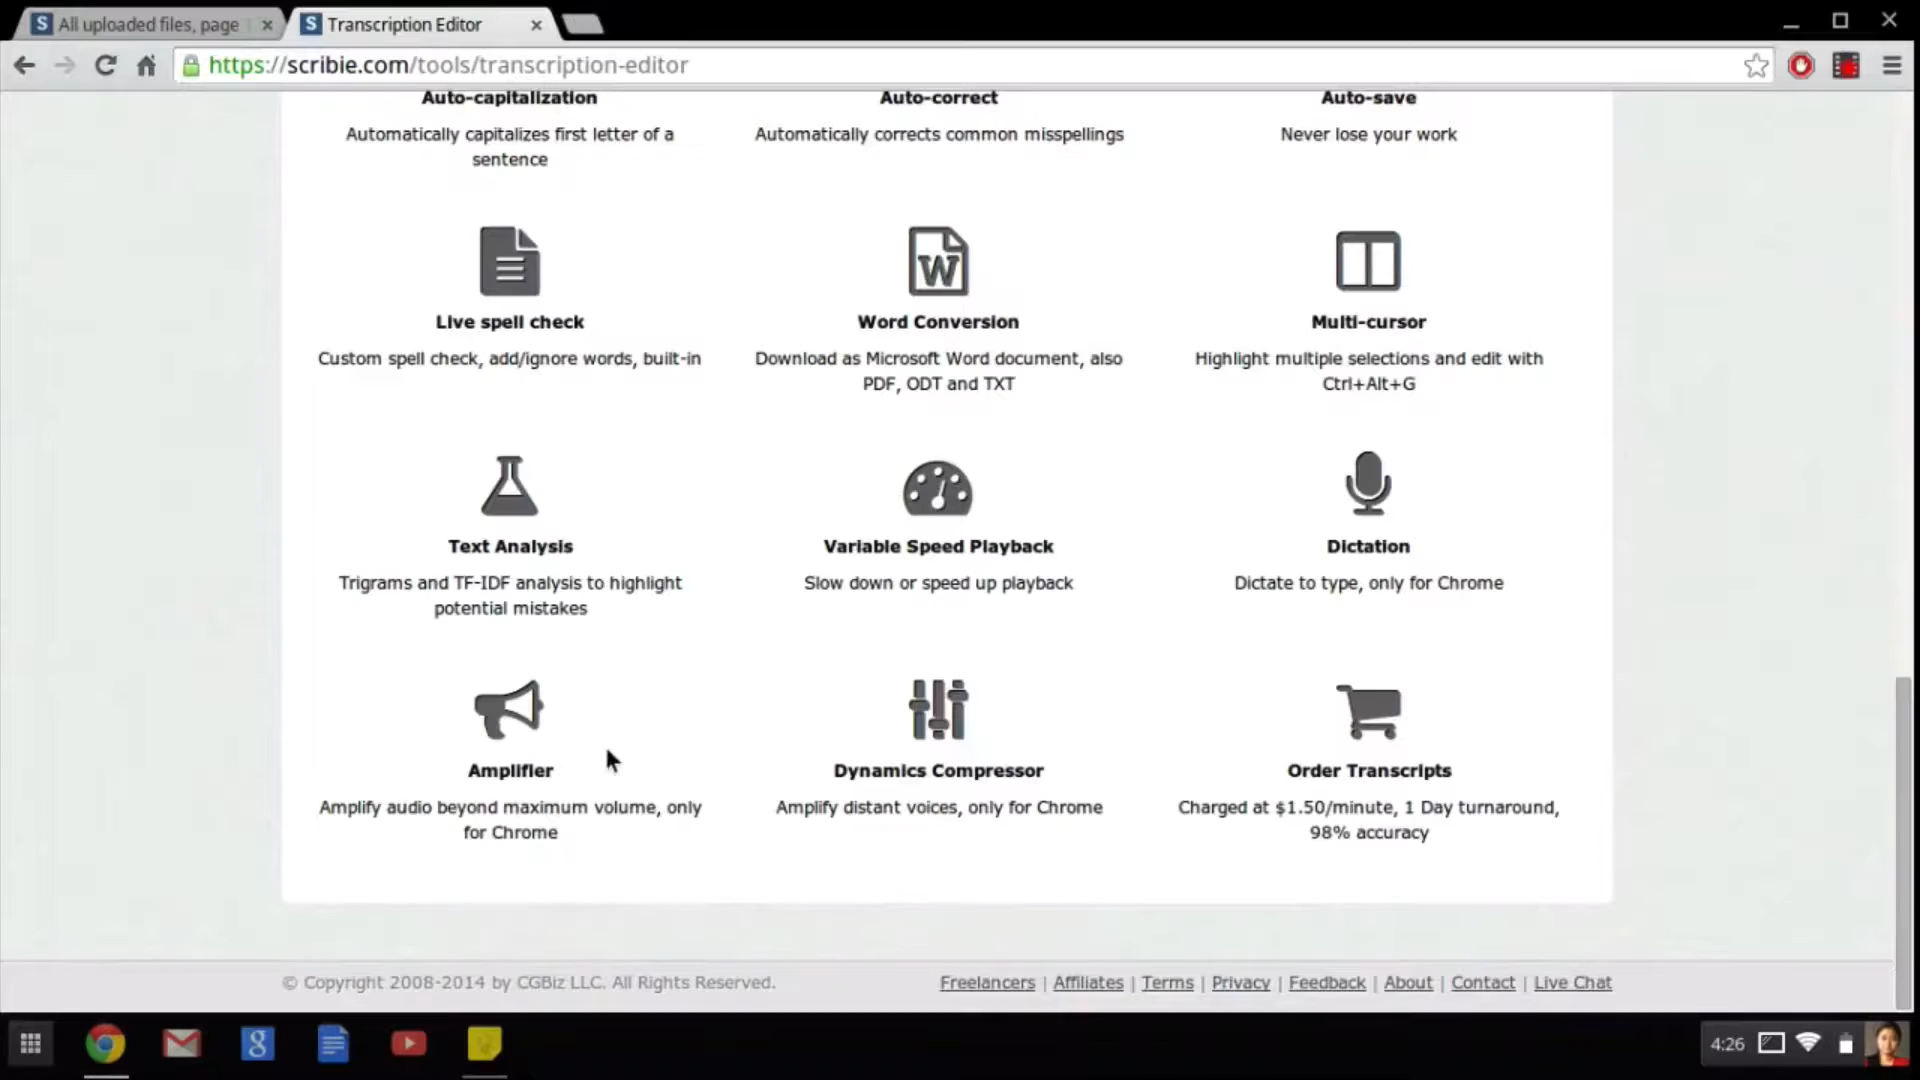 All uploaded files, page
Transcription Editor
https://scribie.com/tools/transcription-editor
Auto-capitalization
Auto-correct
Auto-save
Automatically capitalizes first letter of a
sentence
Automatically corrects common misspellings
Never lose your work
W
Live spell check
Word Conversion
Multi-cursor
Custom spell check, add/ignore words, built-in
Download as Microsoft Word document, also
PDF, ODT and TXT
Highlight multiple selections and edit with
Ctrl+Alt+G
Text Analysis
Variable Speed Playback
Dictation
Trigrams and TF-IDF analysis to highlight
potential mistakes
Slow down or speed up playback
Dictate to type, only for Chrome
Amplifier
Dynamics Compressor
Order Transcripts
Amplify audio beyond maximum volume, only
for Chrome
Amplify distant voices, only for Chrome
Charged at $1.50/minute, 1 Day turnaround,
98% accuracy
© Copyright 2008-2014 by CGBiz LLC. All Rights Reserved.
Freelancers | Affiliates | Terms | Privacy | Feedback | About | Contact | Live Chat
4:26